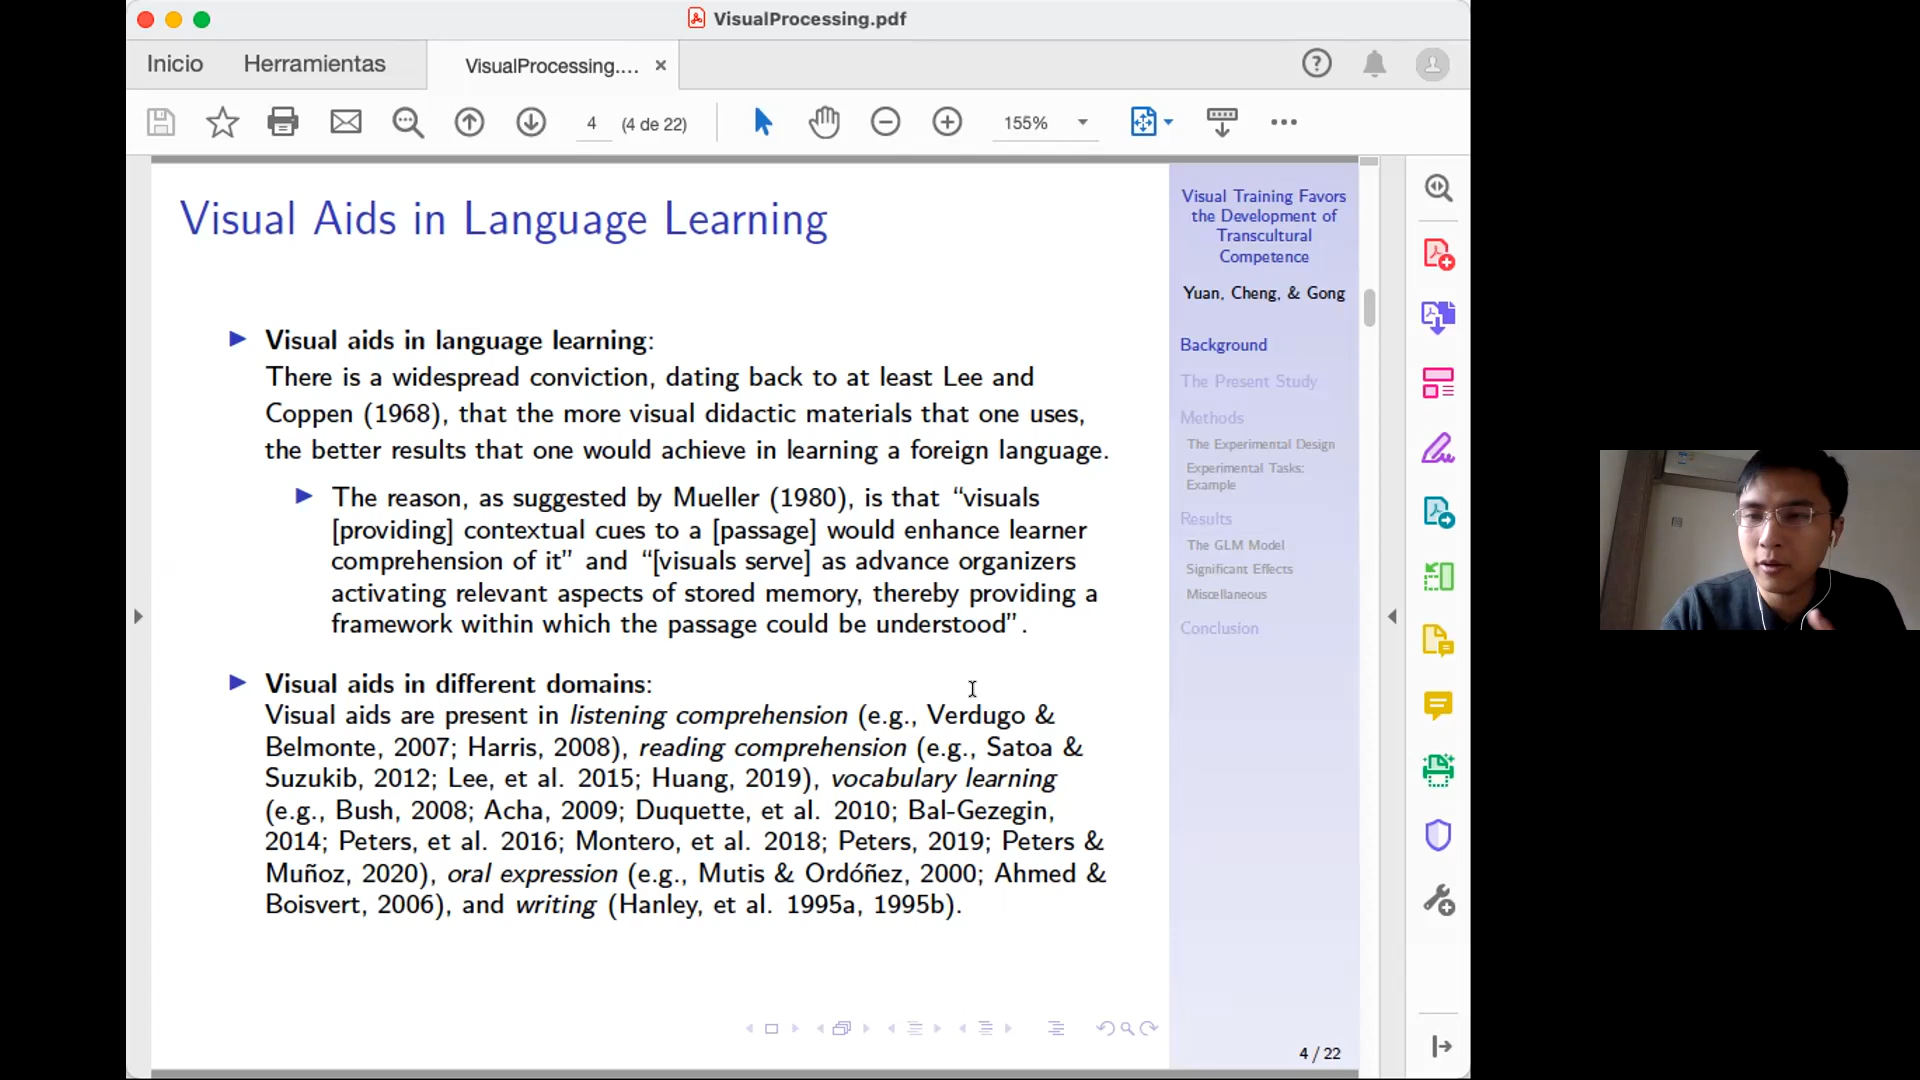 VisualProcessing.pdf
Inicio
Herramientas
VisualProcessing....
4
(4 de 22)
155%
Visual Aids in Language Learning
Visual aids in language learning:
There is a widespread conviction, dating back to at least Lee and
Coppen (1968), that the more visual didactic materials that one uses,
the better results that one would achieve in learning a foreign language.
The reason, as suggested by Mueller (1980), is that “visuals
[providing] contextual cues to a [passage] would enhance learner
comprehension of it” and “[visuals serve] as advance organizers
activating relevant aspects of stored memory, thereby providing a
framework within which the passage could be understood”.
Visual aids in different domains:
Visual aids are present in listening comprehension (e.g., Verdugo &
Belmonte, 2007; Harris, 2008), reading comprehension (e.g., Satoa &
Suzukib, 2012; Lee, et al. 2015; Huang, 2019), vocabulary learning
(e.g., Bush, 2008; Acha, 2009; Duquette, et al. 2010; Bal-Gezegin,
2014; Peters, et al. 2016; Montero, et al. 2018; Peters, 2019; Peters &
Muñoz, 2020), oral expression (e.g., Mutis & Ordóñez, 2000; Ahmed &
Boisvert, 2006), and writing (Hanley, et al. 1995a, 1995b).
Visual Training Favors
the Development of
Transcultural
Competence
Yuan, Cheng, & Gong
Background
The Present Study
Methods
The Experimental Design
Experimental Tasks:
Example
Results
The GLM Model
Significant Effects
Miscellaneous
Conclusion
4 / 22